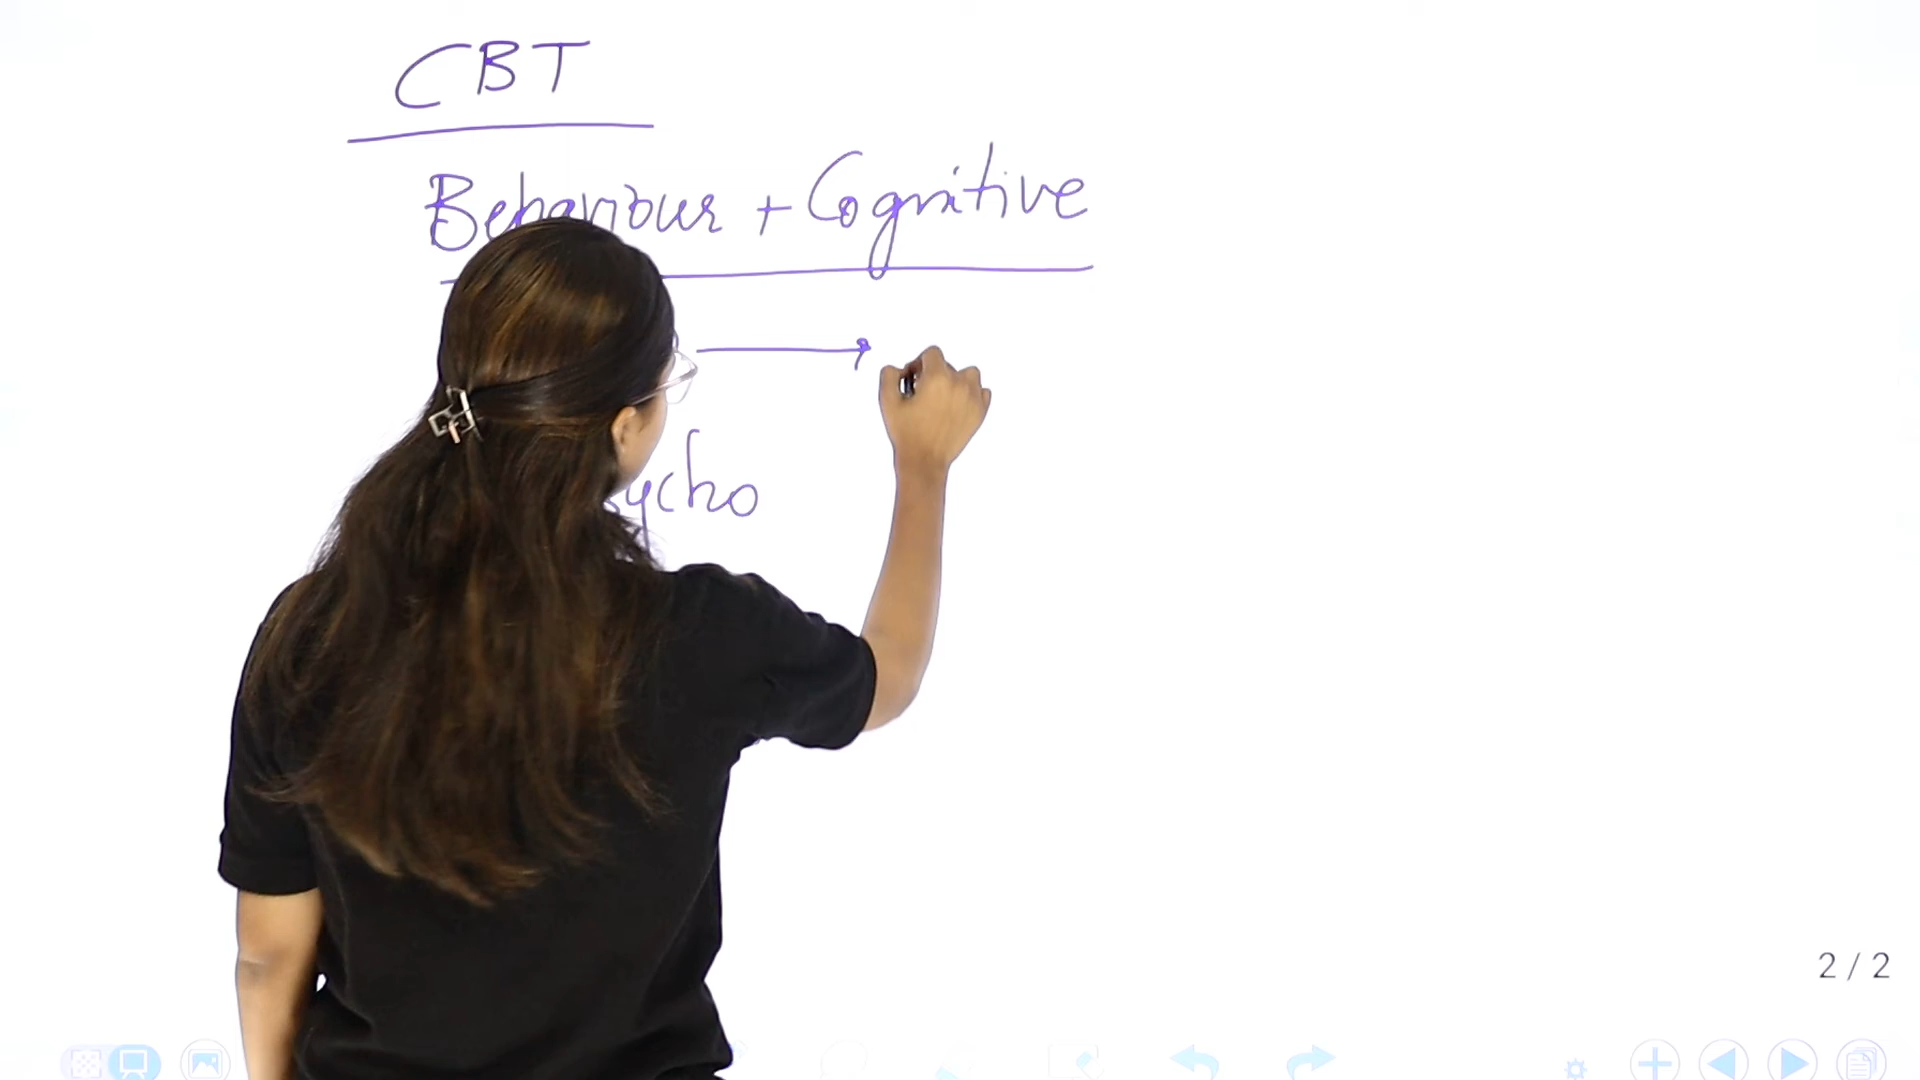 CBT
Behaviour + Cognitive
→
ycho
2 / 2